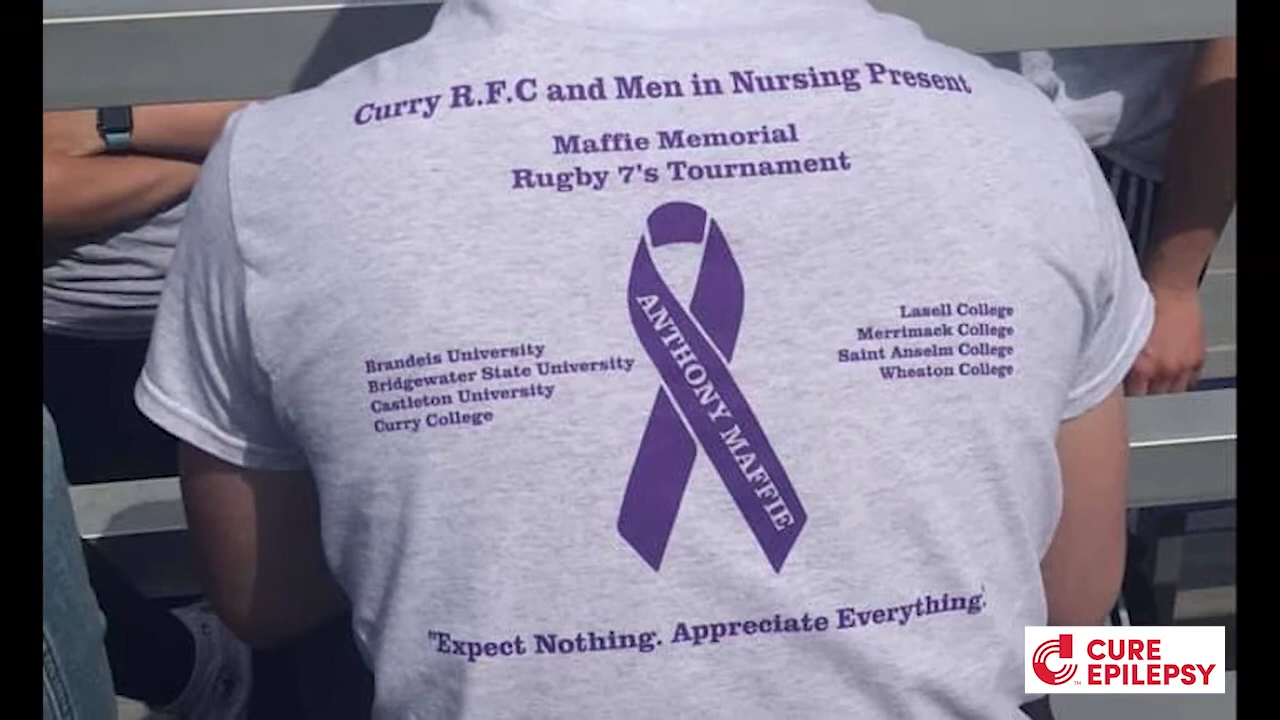 Curry R.F.C and Men in Nursing Present
Maffie Memorial
Rugby 7's Tournament
ANTHONY MAFFIE
Brandeis University
Bridgewater State University
Castleton University
Curry College
Lasell College
Merrimack College
Saint Anselm College
Wheaton College
"Expect Nothing. Appreciate Everything.'
CURE
EPILEPSY
TM